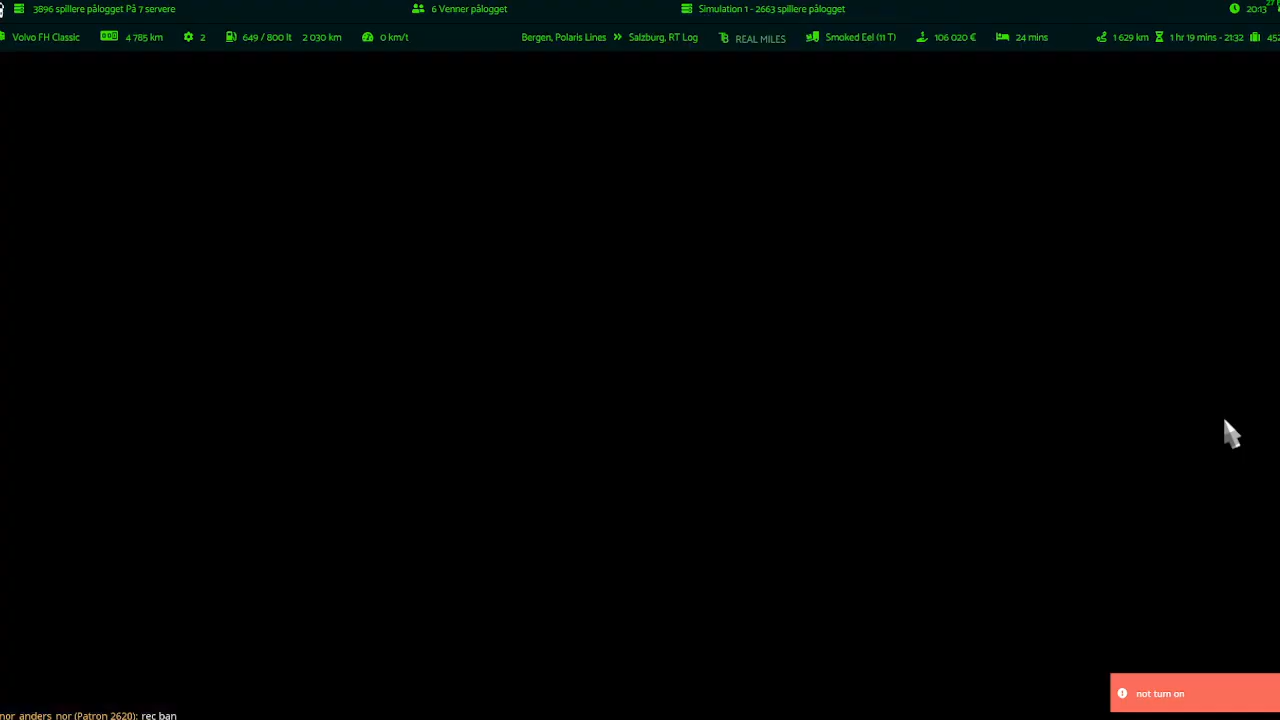 3896 spillere pålogget På 7 servere 6 Venner pålogget Simulation 1 - 2663 spillere pålogget 20:13 27
Volvo FH Classic 4 785 km 2 649 / 800 lt 2 030 km 0 km/t Bergen, Polaris Lines Salzburg, RT Log REAL MILES Smoked Eel (11 T) 106 020 € 24 mins 1 629 km 1 hr 19 mins - 21:32 452
not turn on
nor_anders_nor (Patron 2620): rec ban